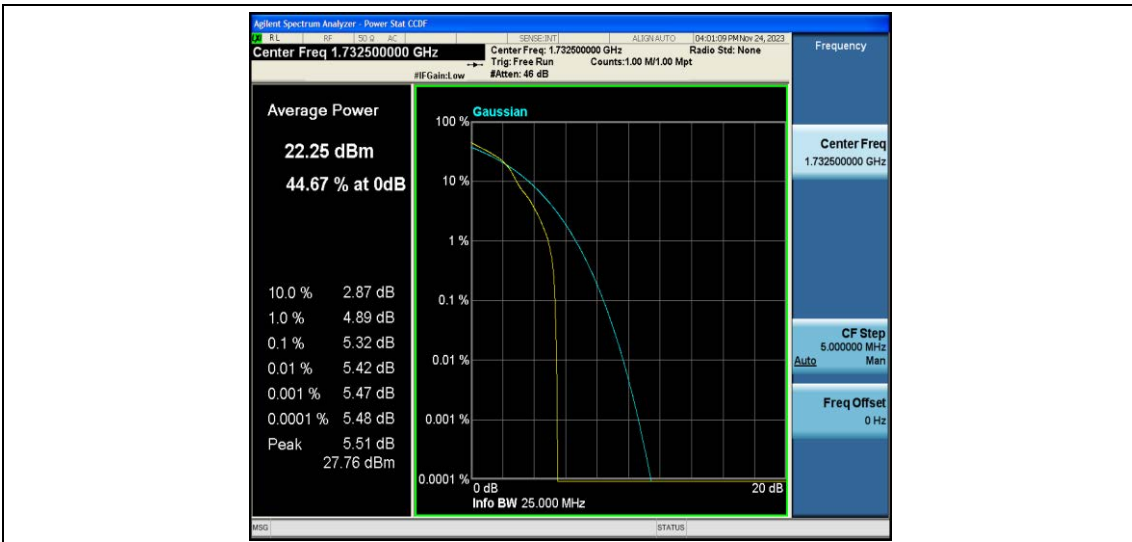 Agilent Spectrum Analyzer - Power Stat CCDF
RL RF 50 Ω AC SENSE:INT ALIGNAUTO 04:01:09 PM Nov 24, 2023
Center Freq 1.732500000 GHz
Center Freq: 1.732500000 GHz Radio Std: None
Trig: Free Run Counts:1.00 M/1.00 Mpt
#IFGain:Low #Atten: 46 dB
Average Power
22.25 dBm
44.67 % at 0dB
10.0 % 2.87 dB
1.0 % 4.89 dB
0.1 % 5.32 dB
0.01 % 5.42 dB
0.001 % 5.47 dB
0.0001 % 5.48 dB
Peak 5.51 dB
27.76 dBm
Gaussian
100 %
10 %
1 %
0.1 %
0.01 %
0.001 %
0.0001 %
0 dB 20 dB
Info BW 25.000 MHz
Frequency
Center Freq
1.732500000 GHz
CF Step
5.000000 MHz
Auto Man
Freq Offset
0 Hz
MSG STATUS